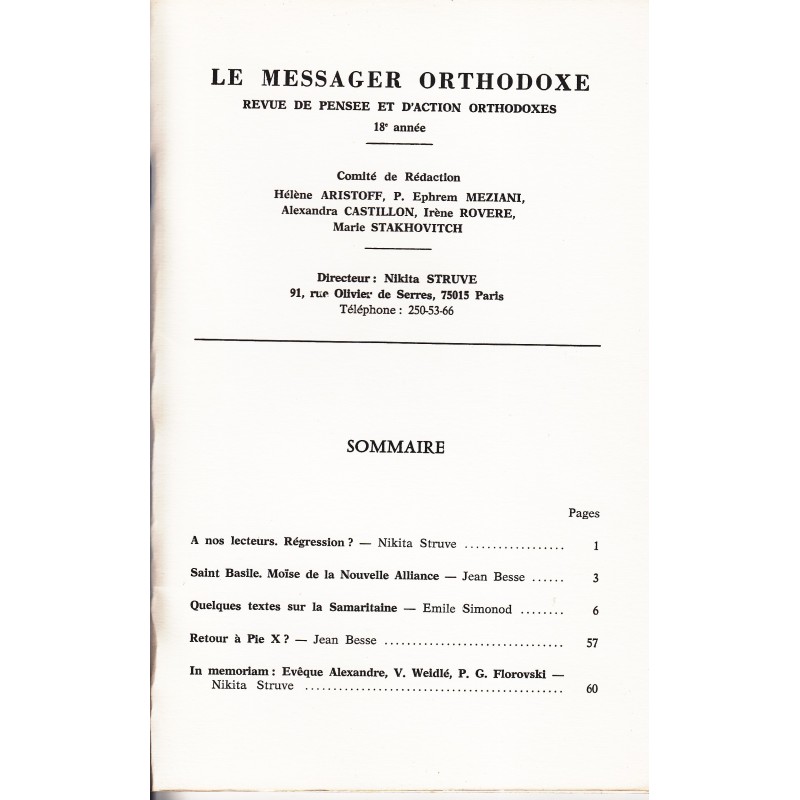 LE MESSAGER ORTHODOXE
REVUE DE PENSEE ET D'ACTION ORTHODOXES
18e année
Comité de Rédaction
Hélène ARISTOFF, P. Ephrem MEZIANI,
Alexandra CASTILLON, Irène ROVERE,
Marie STAKHOVITCH
Directeur : Nikita STRUVE
91, rue Olivier de Serres, 75015 Paris
Téléphone : 250-53-66
SOMMAIRE
Pages
A nos lecteurs. Régression ? — Nikita Struve .................. 1
Saint Basile. Moïse de la Nouvelle Alliance — Jean Besse ...... 3
Quelques textes sur la Samaritaine — Emile Simonod ........ 6
Retour à Pie X ? — Jean Besse ................................ 57
In memoriam : Evêque Alexandre, V. Weidlé, P. G. Florovski —
Nikita Struve ............................................. 60